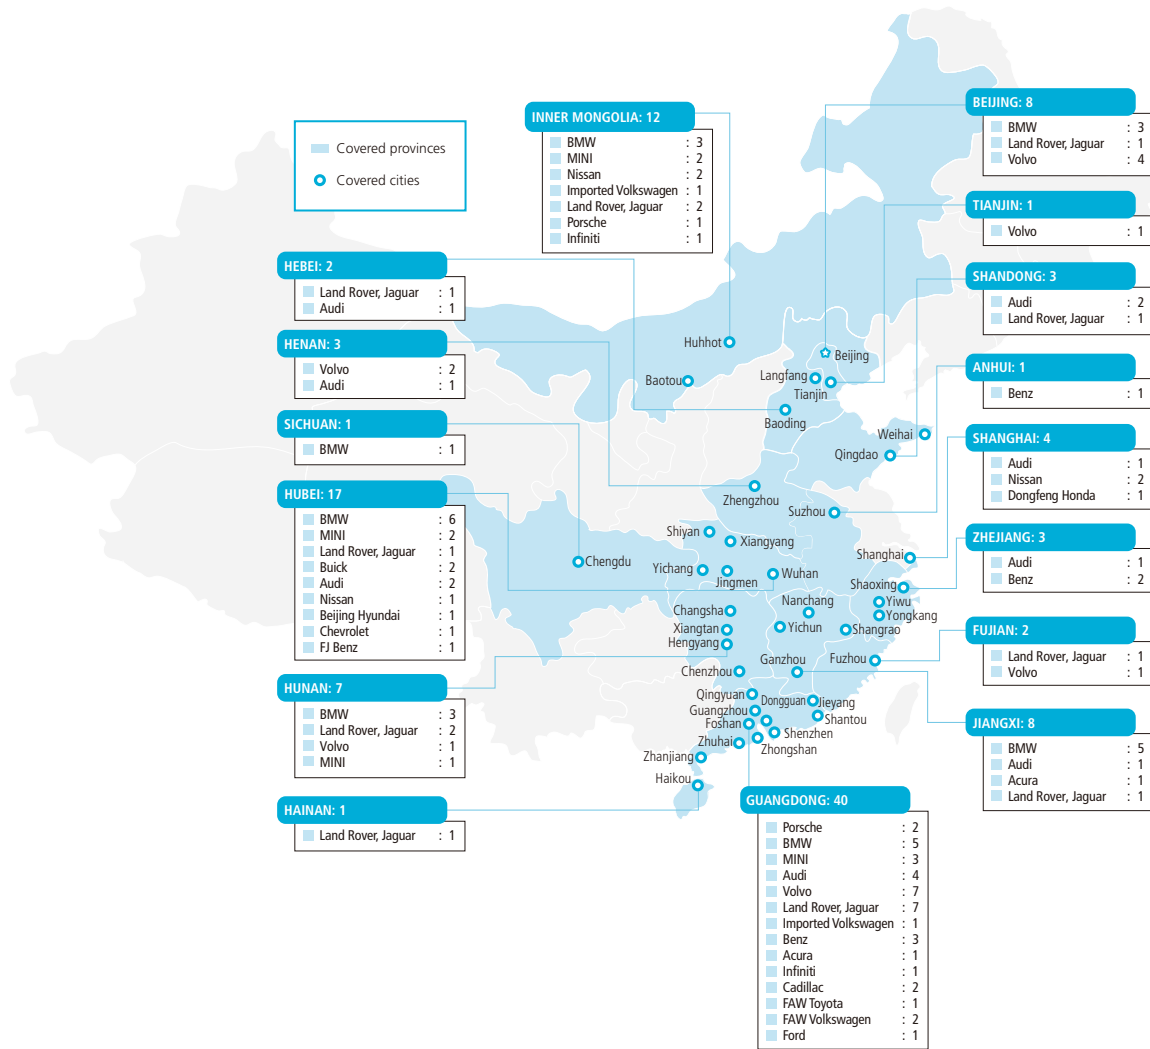 Covered provinces
Covered cities
INNER MONGOLIA: 12
BMW : 3
MINI : 2
Nissan : 2
Imported Volkswagen : 1
Land Rover, Jaguar : 2
Porsche : 1
Infiniti : 1
HEBEI: 2
Land Rover, Jaguar : 1
Audi : 1
HENAN: 3
Volvo : 2
Audi : 1
SICHUAN: 1
BMW : 1
HUBEI: 17
BMW : 6
MINI : 2
Land Rover, Jaguar : 1
Buick : 2
Audi : 2
Nissan : 1
Beijing Hyundai : 1
Chevrolet : 1
FJ Benz : 1
HUNAN: 7
BMW : 3
Land Rover, Jaguar : 2
Volvo : 1
MINI : 1
HAINAN: 1
Land Rover, Jaguar : 1
BEIJING: 8
BMW : 3
Land Rover, Jaguar : 1
Volvo : 4
TIANJIN: 1
Volvo : 1
SHANDONG: 3
Audi : 2
Land Rover, Jaguar : 1
ANHUI: 1
Benz : 1
SHANGHAI: 4
Audi : 1
Nissan : 2
Dongfeng Honda : 1
ZHEJIANG: 3
Audi : 1
Benz : 2
FUJIAN: 2
Land Rover, Jaguar : 1
Volvo : 1
JIANGXI: 8
BMW : 5
Audi : 1
Acura : 1
Land Rover, Jaguar : 1
GUANGDONG: 40
Porsche : 2
BMW : 5
MINI : 3
Audi : 4
Volvo : 7
Land Rover, Jaguar : 7
Imported Volkswagen : 1
Benz : 3
Acura : 1
Infiniti : 1
Cadillac : 2
FAW Toyota : 1
FAW Volkswagen : 2
Ford : 1
Huhhot
Beijing
Baotou
Langfang
Tianjin
Baoding
Weihai
Qingdao
Zhengzhou
Suzhou
Shiyan
Xiangyang
Shanghai
Chengdu
Yichang
Jingmen
Wuhan
Shaoxing
Yiwu
Yongkang
Nanchang
Changsha
Xiangtan
Yichun
Shangrao
Hengyang
Ganzhou
Fuzhou
Chenzhou
Qingyuan
Dongguan
Jieyang
Guangzhou
Shantou
Foshan
Shenzhen
Zhuhai
Zhongshan
Zhanjiang
Haikou